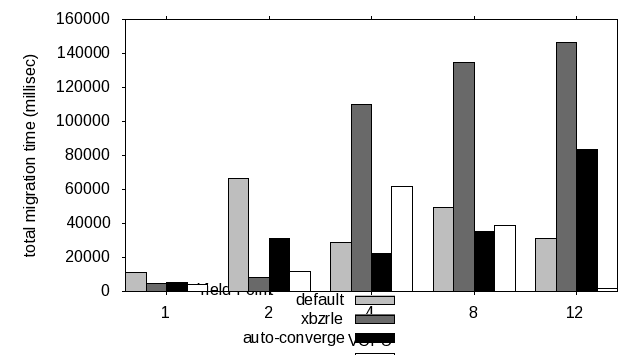 total migration time (millisec)
160000
140000
120000
100000
80000
60000
40000
20000
0
Point
1 2 4 8 12
default
xbzrle
auto-converge